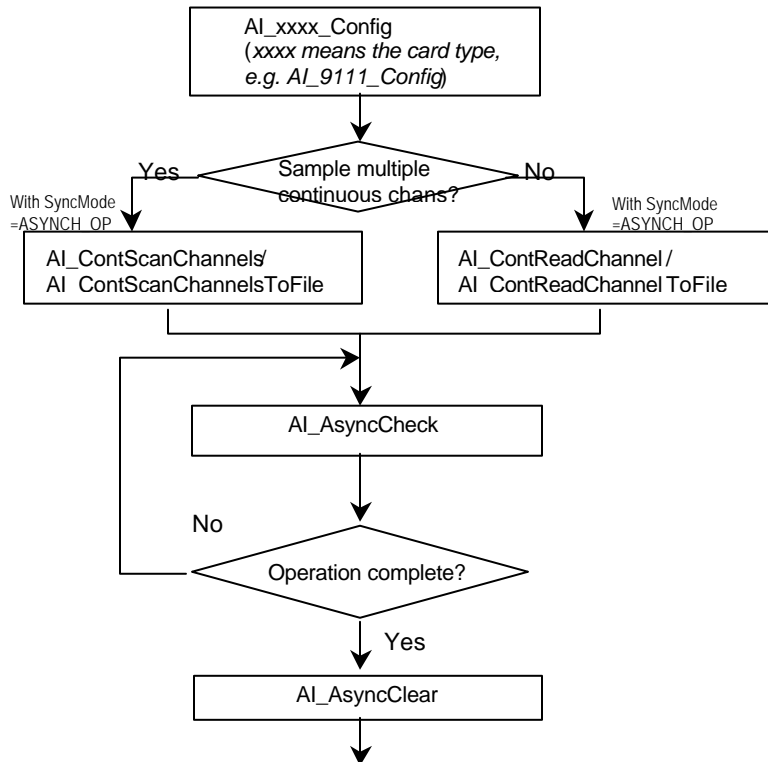 AI_xxxx_Config
(xxxx means the card type,
e.g. AI_9111_Config)
Sample multiple
continuous chans?
Yes
No
With SyncMode
=ASYNCH_OP
With SyncMode
=ASYNCH_OP
AI_ContScanChannels/
AI_ContScanChannelsToFile
AI_ContReadChannel/
AI_ContReadChannelToFile
AI_AsyncCheck
No
Operation complete?
Yes
AI_AsyncClear